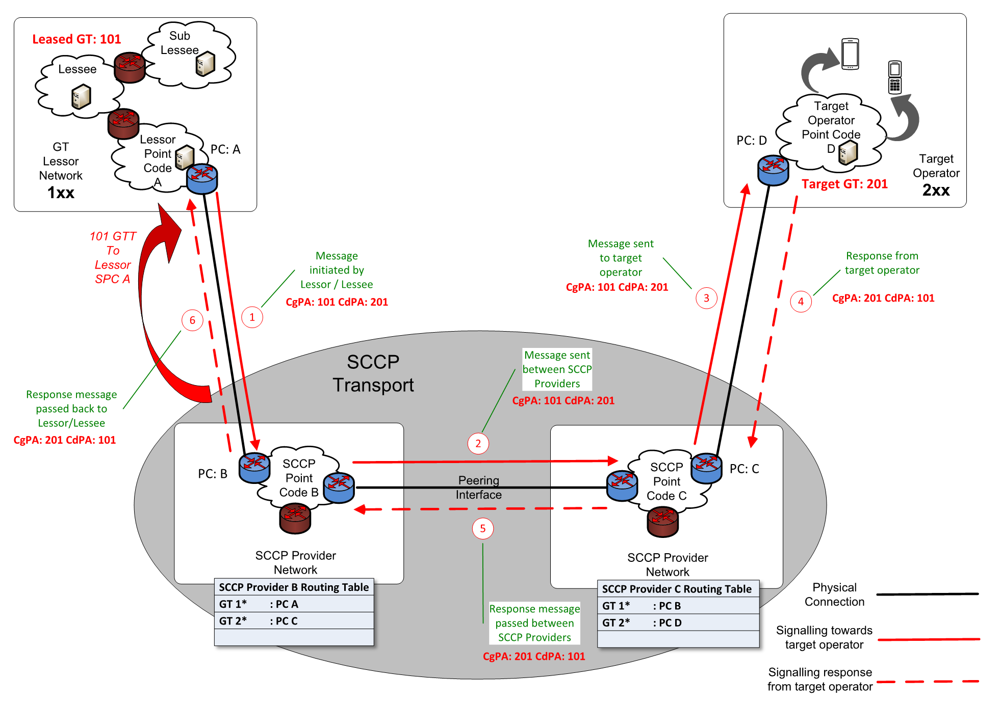 Leased GT: 101
Sub
Lessee
Lessee
Lessor
Point
Code
A
PC: A
GT
Lessor
Network
1xx
Target
Operator
Point Code
D
PC: D
Target
Operator
2xx
Target GT: 201
101 GTT
To
Lessor
SPC A
Message
initiated by
Lessor / Lessee
CgPA: 101 CdPA: 201
1
6
Message sent
to target
operator
CgPA: 101 CdPA: 201
3
Response from
target operator
CgPA: 201 CdPA: 101
4
SCCP
Transport
Message sent
between SCCP
Providers
CgPA: 101 CdPA: 201
2
Response message
passed back to
Lessor/Lessee
CgPA: 201 CdPA: 101
PC: B
SCCP
Point
Code B
Peering
Interface
SCCP
Point
Code C
PC: C
5
SCCP Provider
Network
SCCP Provider
Network
SCCP Provider B Routing Table
GT 1* : PC A
GT 2* : PC C
Response message
passed between
SCCP Providers
CgPA: 201 CdPA: 101
SCCP Provider C Routing Table
GT 1* : PC B
GT 2* : PC D
Physical
Connection
Signalling towards
target operator
Signalling response
from target operator